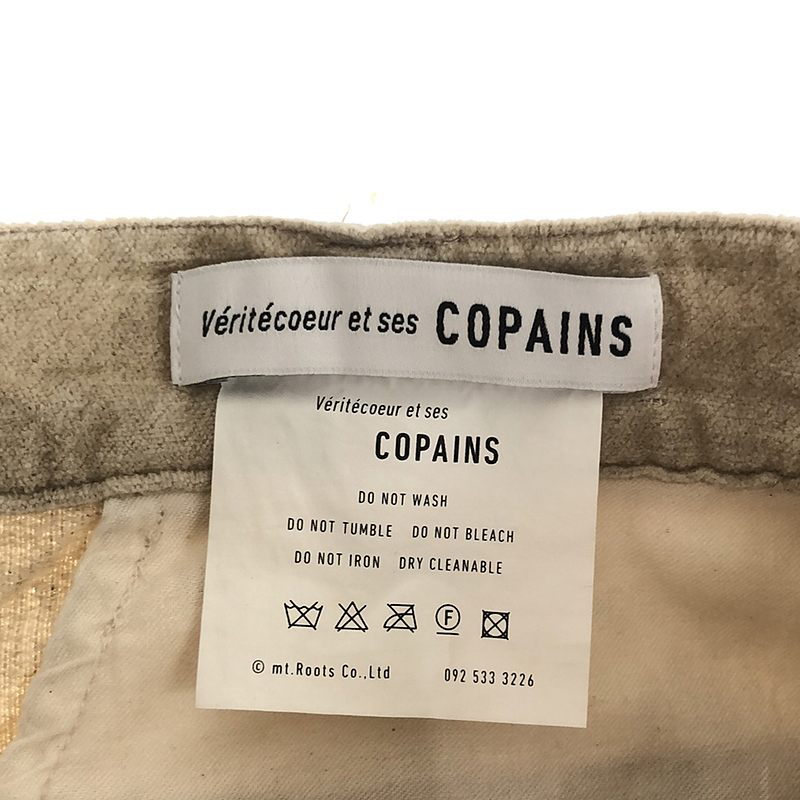 Véritécoeur et ses COPAINS
Véritécoeur et ses
COPAINS
DO NOT WASH
DO NOT TUMBLE DO NOT BLEACH
DO NOT IRON DRY CLEANABLE
F
© mt.Roots Co.,Ltd 092 533 3226